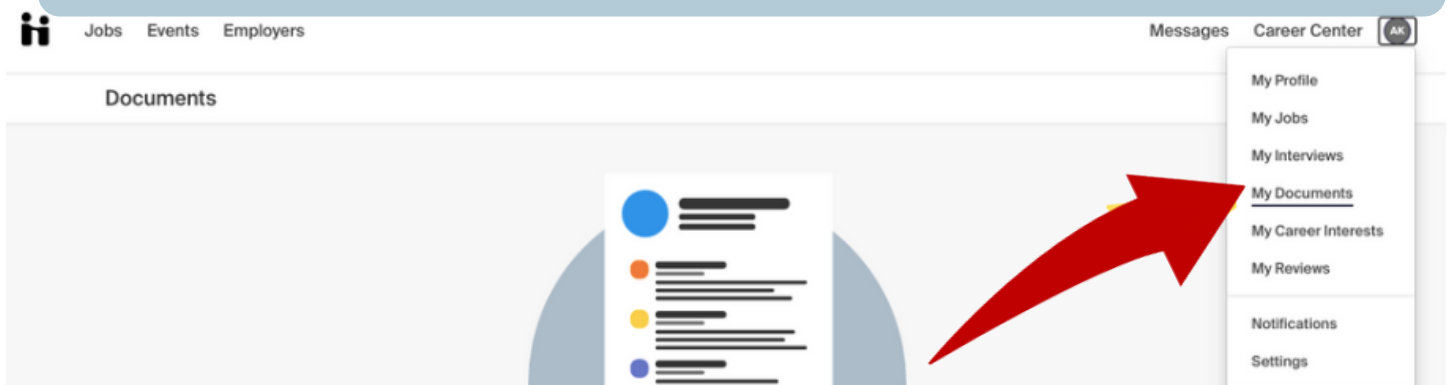 Jobs Events Employers Messages Career Center AK
Documents
My Profile
My Jobs
My Interviews
My Documents
My Career Interests
My Reviews
Notifications
Settings